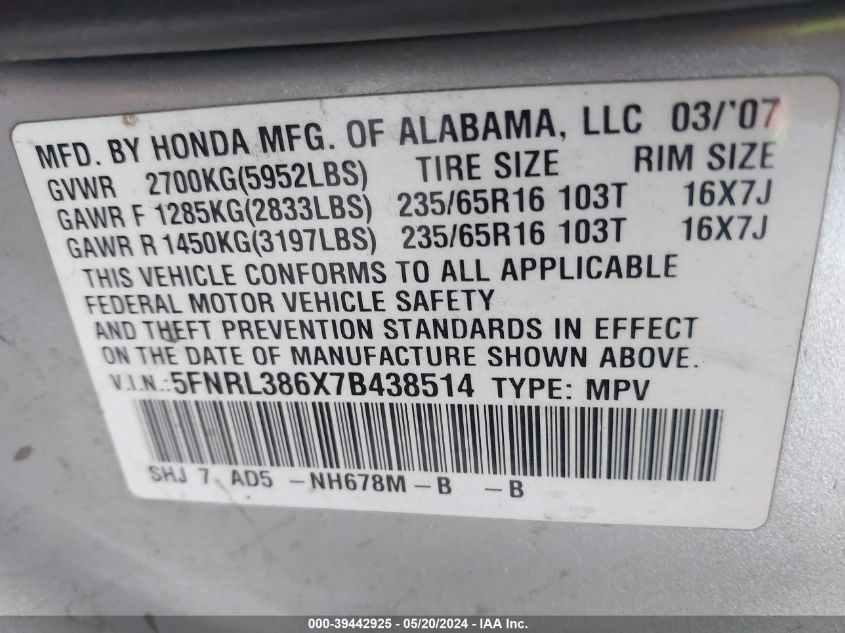 MFD. BY HONDA MFG. OF ALABAMA, LLC 03/'07
GVWR 2700KG(5952LBS) TIRE SIZE RIM SIZE
GAWR F 1285KG(2833LBS) 235/65R16 103T 16X7J
GAWR R 1450KG(3197LBS) 235/65R16 103T 16X7J
THIS VEHICLE CONFORMS TO ALL APPLICABLE
FEDERAL MOTOR VEHICLE SAFETY
AND THEFT PREVENTION STANDARDS IN EFFECT
ON THE DATE OF MANUFACTURE SHOWN ABOVE.
V.I.N.:5FNRL386X7B438514 TYPE: MPV
SHJ 7 AD5 -NH678M-B -B
000-39442925 - 05/20/2024 - IAA Inc.